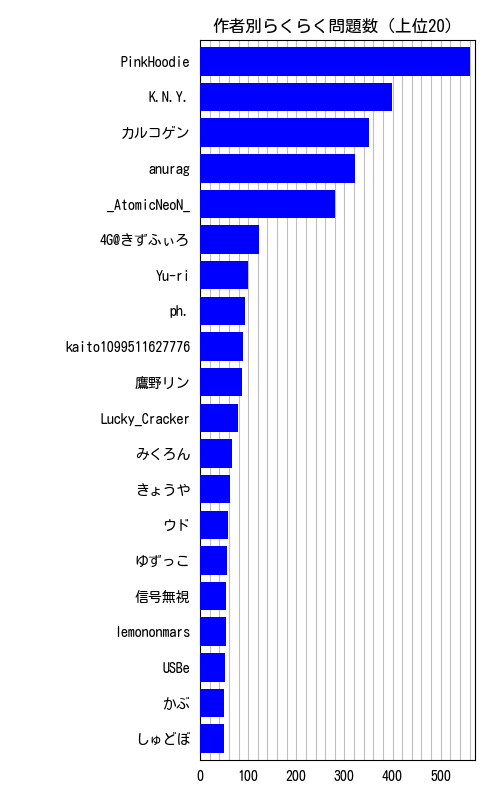 作者別らくらく問題数 (上位20)
PinkHoodie
K.N.Y.
カルコゲン
anurag
_AtomicNeoN_
4G@きずふぃろ
Yu-ri
ph.
kaito1099511627776
鷹野リン
Lucky_Cracker
みくろん
きょうや
ウド
ゆずっこ
信号無視
lemononmars
USBe
かぶ
しゅどぼ
0 100 200 300 400 500